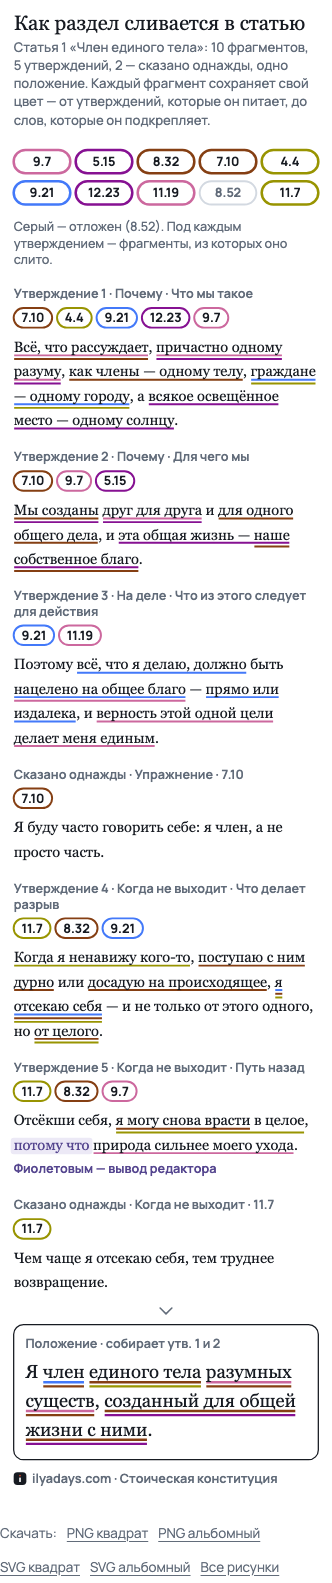 Как раздел сливается в статью
Статья 1 «Член единого тела»: 10 фрагментов,
5 утверждений, 2 — сказано однажды, одно
положение. Каждый фрагмент сохраняет свой
цвет — от утверждений, которые он питает, до
слов, которые он подкрепляет.
9.7 5.15 8.32 7.10 4.4
9.21 12.23 11.19 8.52 11.7
Серый — отложен (8.52). Под каждым
утверждением — фрагменты, из которых оно
слито.
Утверждение 1 · Почему · Что мы такое
7.10 4.4 9.21 12.23 9.7
Всё, что рассуждает, причастно одному
разуму, как члены — одному телу, граждане
— одному городу, а всякое освещённое
место — одному солнцу.
Утверждение 2 · Почему · Для чего мы
7.10 9.7 5.15
Мы созданы друг для друга и для одного
общего дела, и эта общая жизнь — наше
собственное благо.
Утверждение 3 · На деле · Что из этого следует
для действия
9.21 11.19
Поэтому всё, что я делаю, должно быть
нацелено на общее благо — прямо или
издалека, и верность этой одной цели
делает меня единым.
Сказано однажды · Упражнение · 7.10
7.10
Я буду часто говорить себе: я член, а не
просто часть.
Утверждение 4 · Когда не выходит · Что делает
разрыв
11.7 8.32 9.21
Когда я ненавижу кого-то, поступаю с ним
дурно или досадую на происходящее, я
отсекаю себя — и не только от этого одного,
но от целого.
Утверждение 5 · Когда не выходит · Путь назад
11.7 8.32 9.7
Отсёкши себя, я могу снова врасти в целое,
потому что природа сильнее моего ухода.
Фиолетовым — вывод редактора
Сказано однажды · Когда не выходит · 11.7
11.7
Чем чаще я отсекаю себя, тем труднее
возвращение.
Положение · собирает утв. 1 и 2
Я член единого тела разумных
существ, созданный для общей
жизни с ними.
ilyadays.com · Стоическая конституция
Скачать: PNG квадрат PNG альбомный
SVG квадрат SVG альбомный Все рисунки